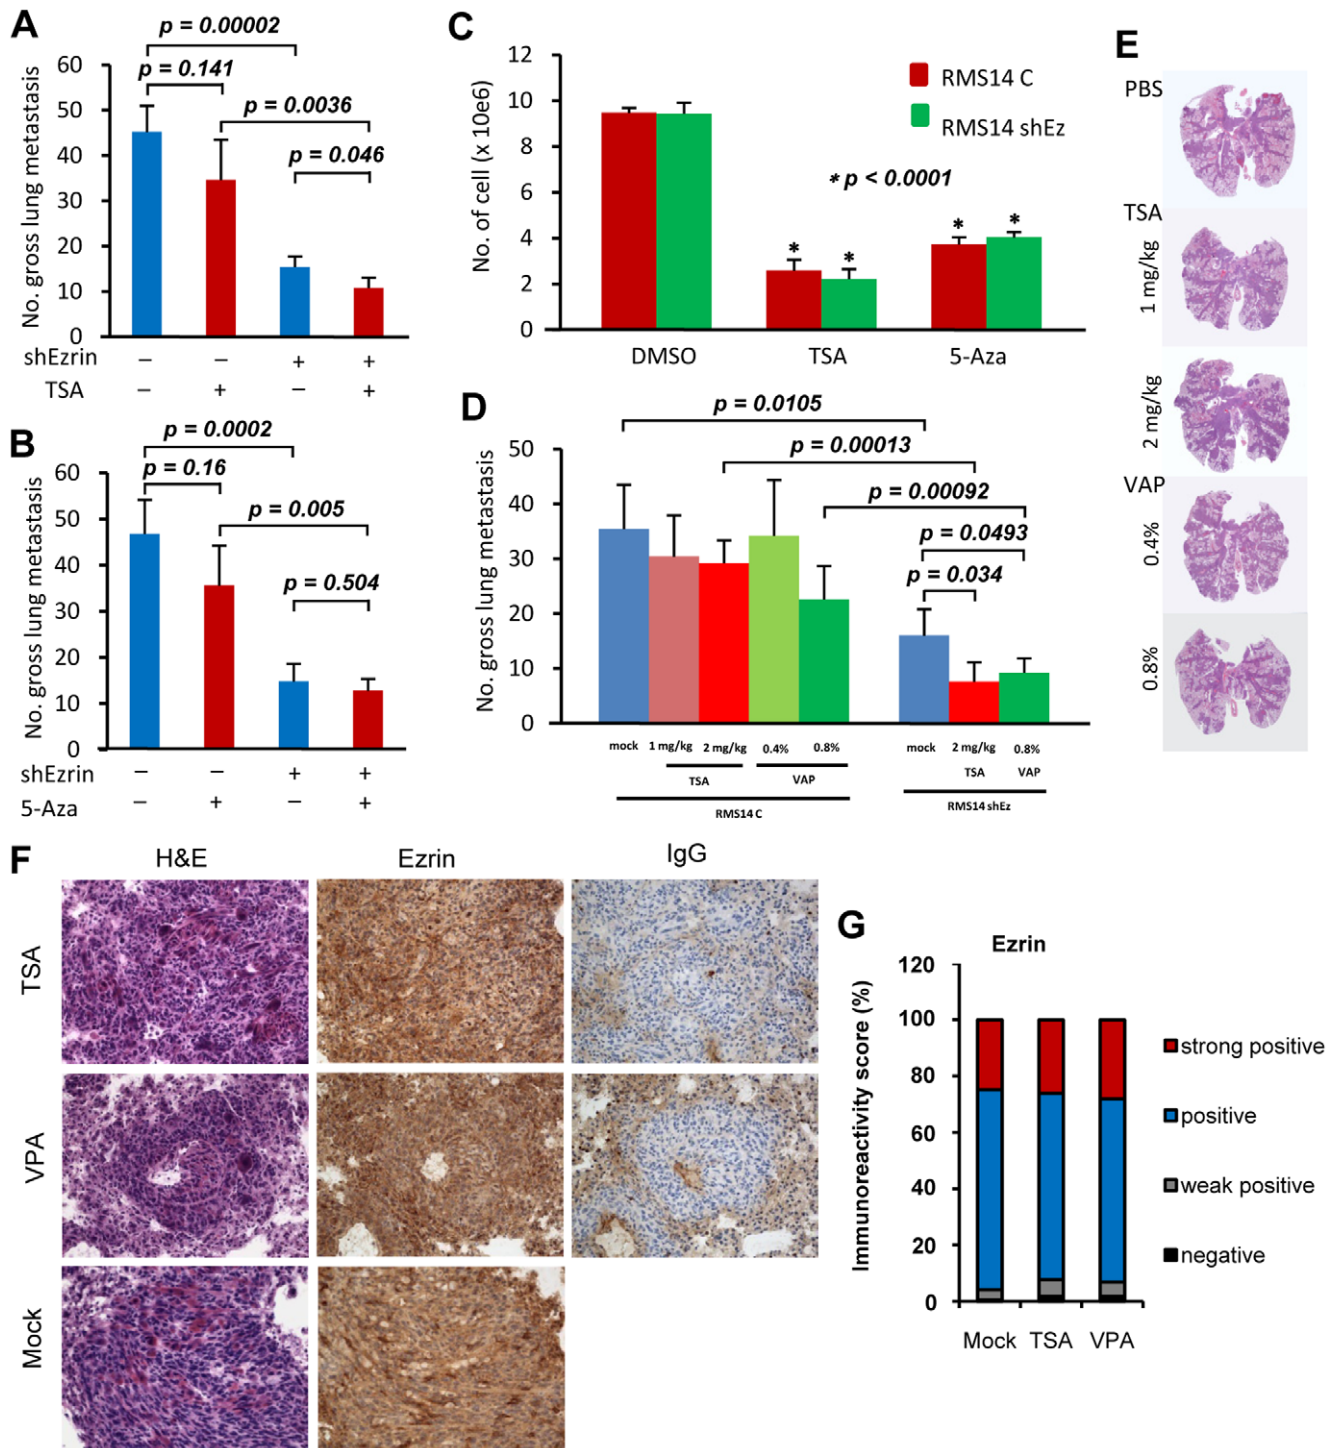 A
p = 0.00002
p = 0.141
p = 0.0036
p = 0.046
No. gross lung metastasis
60
50
40
30
20
10
0
shEzrin – – + +
TSA – + – +
B
p = 0.0002
p = 0.16
p = 0.005
p = 0.504
No. gross lung metastasis
60
50
40
30
20
10
0
shEzrin – – + +
5-Aza – + – +
C
No. of cell (x 10e6)
12
10
8
6
4
2
0
RMS14 C
RMS14 shEz
* p < 0.0001
* * * *
DMSO TSA 5-Aza
D
p = 0.0105
p = 0.00013
p = 0.00092
p = 0.0493
p = 0.034
No. gross lung metastasis
50
40
30
20
10
0
mock 1 mg/kg 2 mg/kg 0.4% 0.8% mock 2 mg/kg 0.8%
TSA VAP TSA VAP
RMS14 C RMS14 shEz
E
PBS
TSA
1 mg/kg
2 mg/kg
VAP
0.4%
0.8%
F
H&E Ezrin IgG
TSA
VPA
Mock
G
Ezrin
Immunoreactivity score (%)
120
100
80
60
40
20
0
Mock TSA VPA
strong positive
positive
weak positive
negative